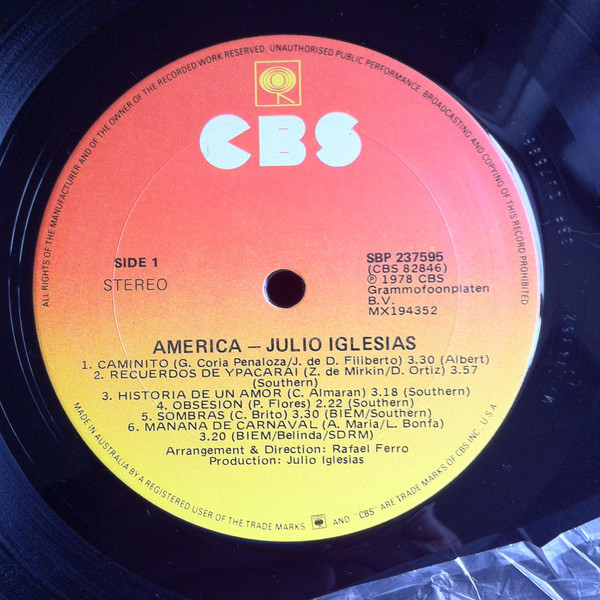 ALL RIGHTS OF THE MANUFACTURER AND OF THE OWNER OF THE RECORDED WORK RESERVED. UNAUTHORISED PUBLIC PERFORMANCE, BROADCASTING AND COPYING OF THIS RECORD PROHIBITED
CBS
SIDE 1
STEREO
SBP 237595
(CBS 82846)
Ⓟ 1978 CBS
Grammofoonplaten
B.V.
MX194352
AMERICA – JULIO IGLESIAS
1. CAMINITO (G. Coria Penaloza/J. de D. Filiberto) 3.30 (Albert)
2. RECUERDOS DE YPACARAI (Z. de Mirkin/D. Ortiz) 3.57
(Southern)
3. HISTORIA DE UN AMOR (C. Almaran) 3.18 (Southern)
4. OBSESION (P. Flores) 2.22 (Southern)
5. SOMBRAS (C. Brito) 3.30 (BIEM/Southern)
6. MANANA DE CARNAVAL (A. Maria/L. Bonfa)
3.20 (BIEM/Belinda/SDRM)
Arrangement & Direction: Rafael Ferro
Production: Julio Iglesias
MADE IN AUSTRALIA BY A REGISTERED USER OF THE TRADE MARKS AND "CBS" ARE TRADE MARKS OF CBS INC. U.S.A